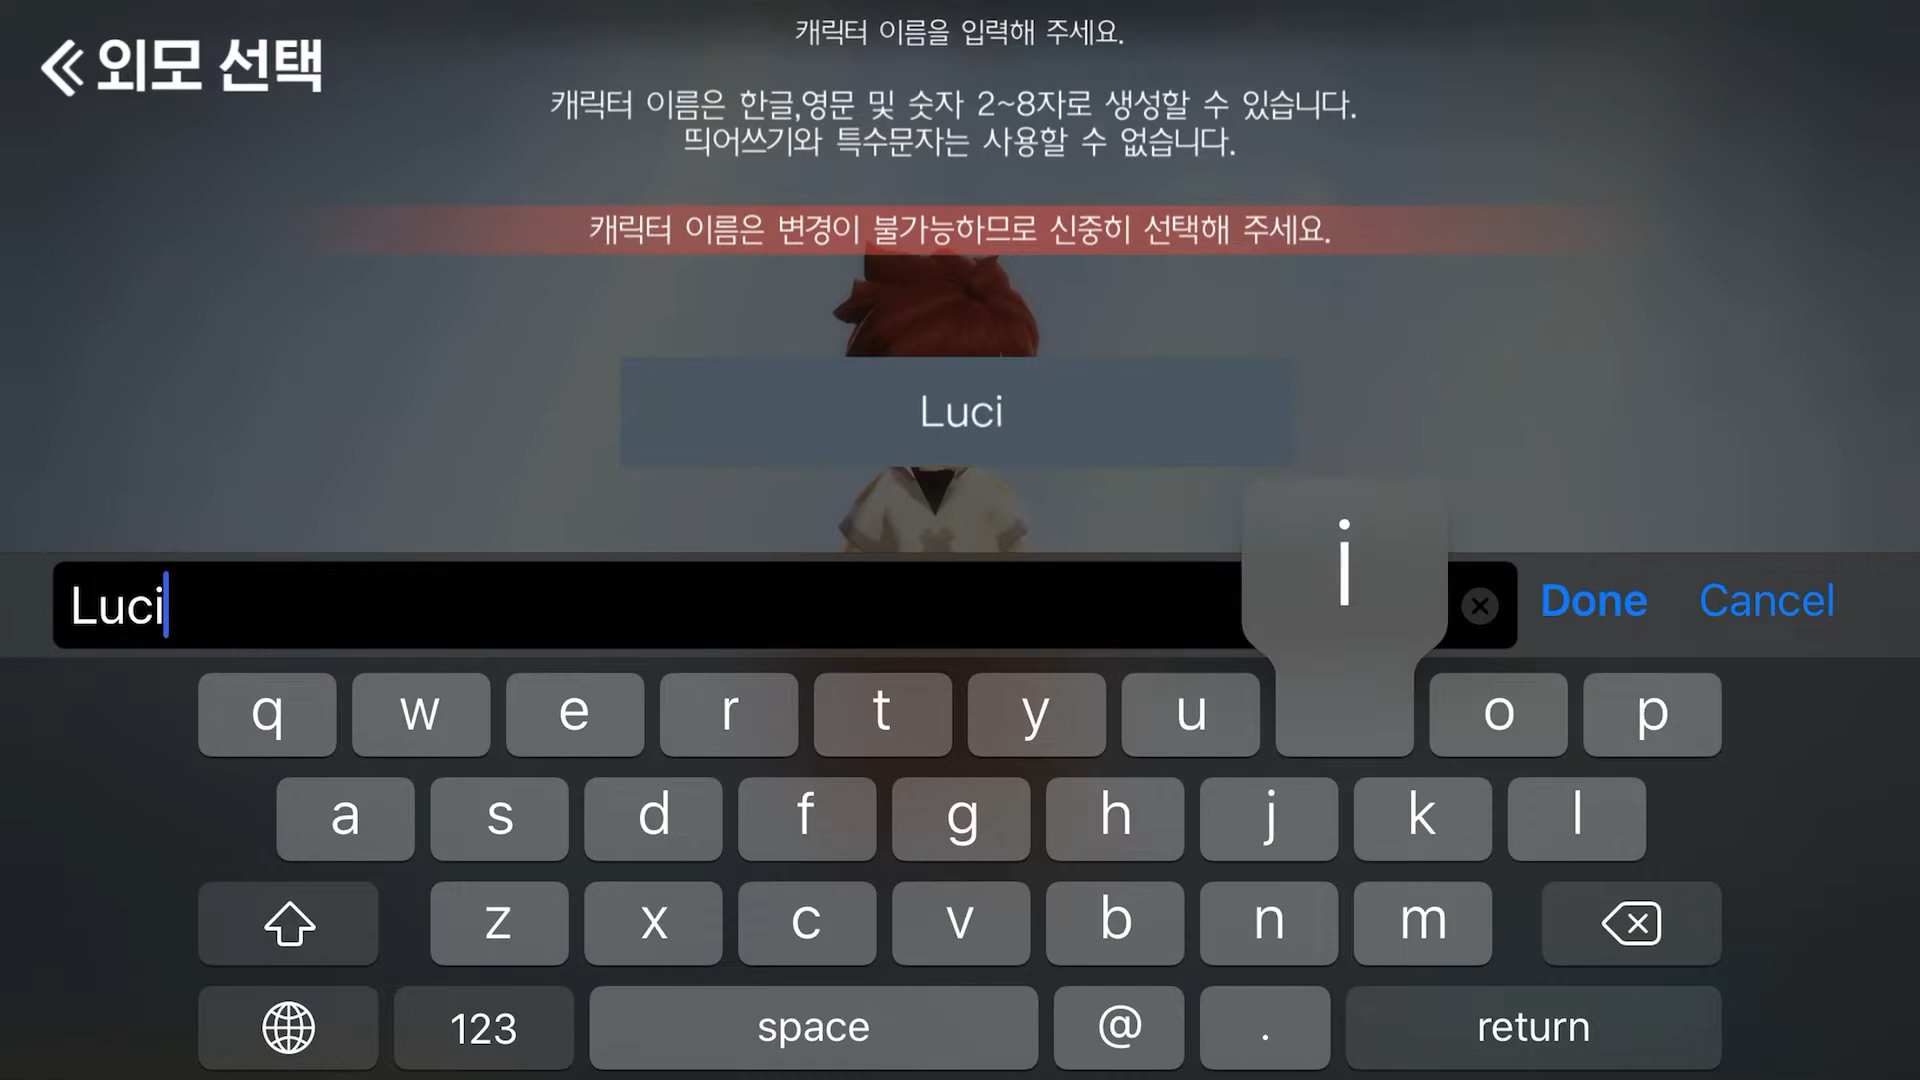 캐릭터 이름을 입력해 주세요.
외모 선택
캐릭터 이름은 한글,영문 및 숫자 2~8자로 생성할 수 있습니다.
띄어쓰기와 특수문자는 사용할 수 없습니다.
캐릭터 이름은 변경이 불가능하므로 신중히 선택해 주세요.
Luci
i
Luci Done Cancel
q w e r t y u o p
a s d f g h j k l
z x c v b n m
123 space @ . return